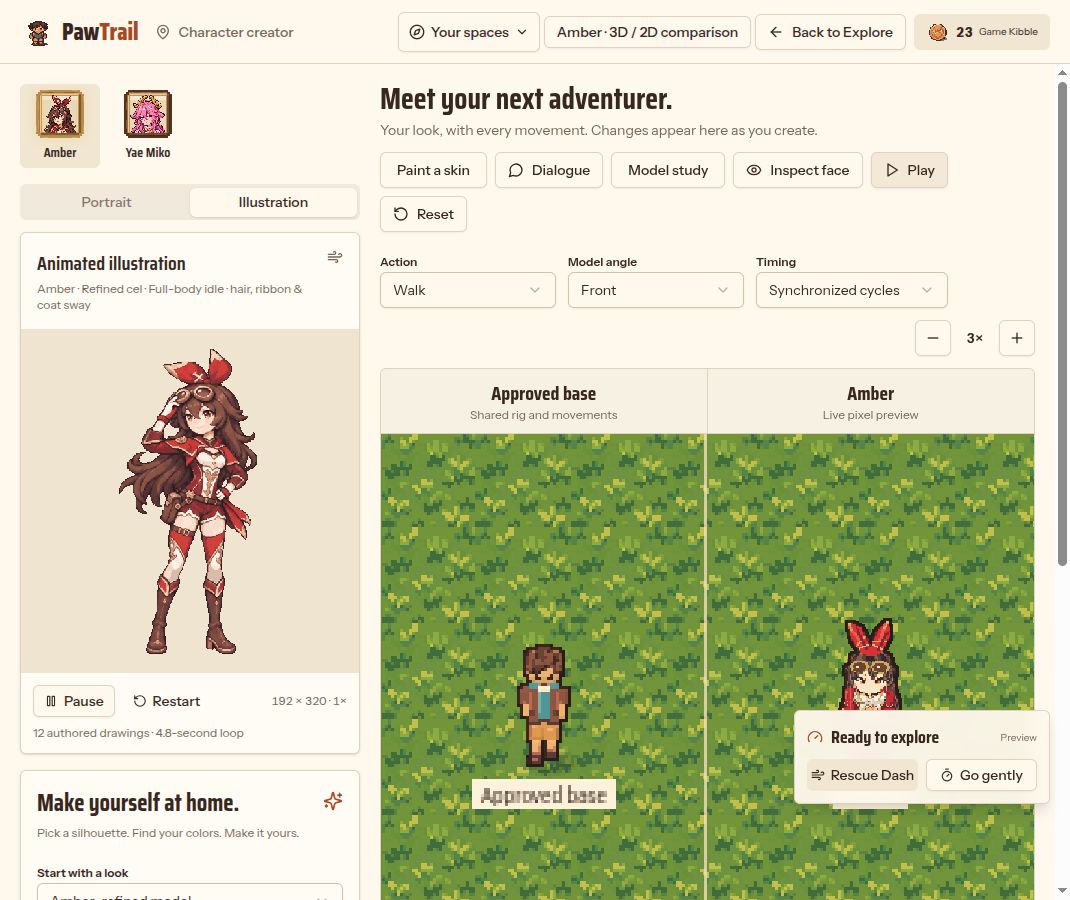 PawTrail
Character creator
Your spaces
Amber · 3D / 2D comparison
Back to Explore
23 Game Kibble
Amber
Yae Miko
Portrait
Illustration
Animated illustration
Amber · Refined cel · Full-body idle · hair, ribbon &
coat sway
Pause
Restart
192 × 320 · 1×
12 authored drawings · 4.8-second loop
Make yourself at home.
Pick a silhouette. Find your colors. Make it yours.
Start with a look
Amber, refined model
Meet your next adventurer.
Your look, with every movement. Changes appear here as you create.
Paint a skin
Dialogue
Model study
Inspect face
Play
Reset
Action
Model angle
Timing
Walk
Front
Synchronized cycles
3×
Approved base
Shared rig and movements
Amber
Live pixel preview
Approved base
Ready to explore
Preview
Rescue Dash
Go gently